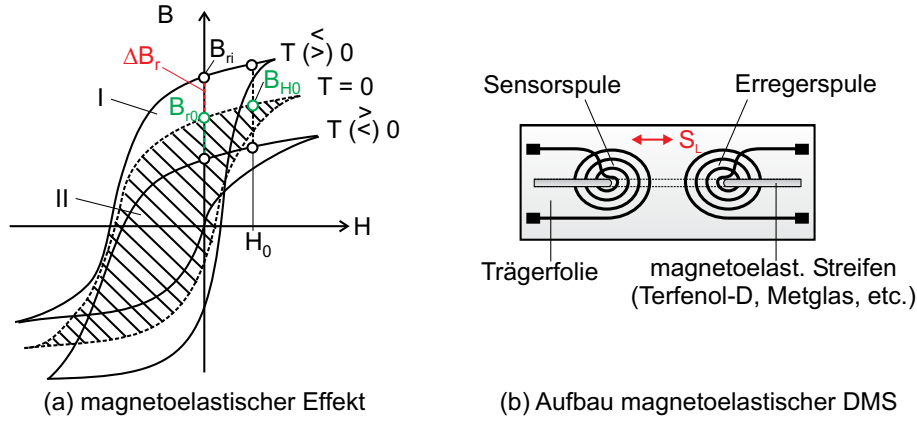 B
B_ri
T (≷) 0
ΔB_r
I
B_H0
T = 0
B_r0
T (≷) 0
II
H
H_0
(a) magnetoelastischer Effekt
Sensorspule
Erregerspule
S_L
Trägerfolie
magnetoelast. Streifen
(Terfenol-D, Metglas, etc.)
(b) Aufbau magnetoelastischer DMS